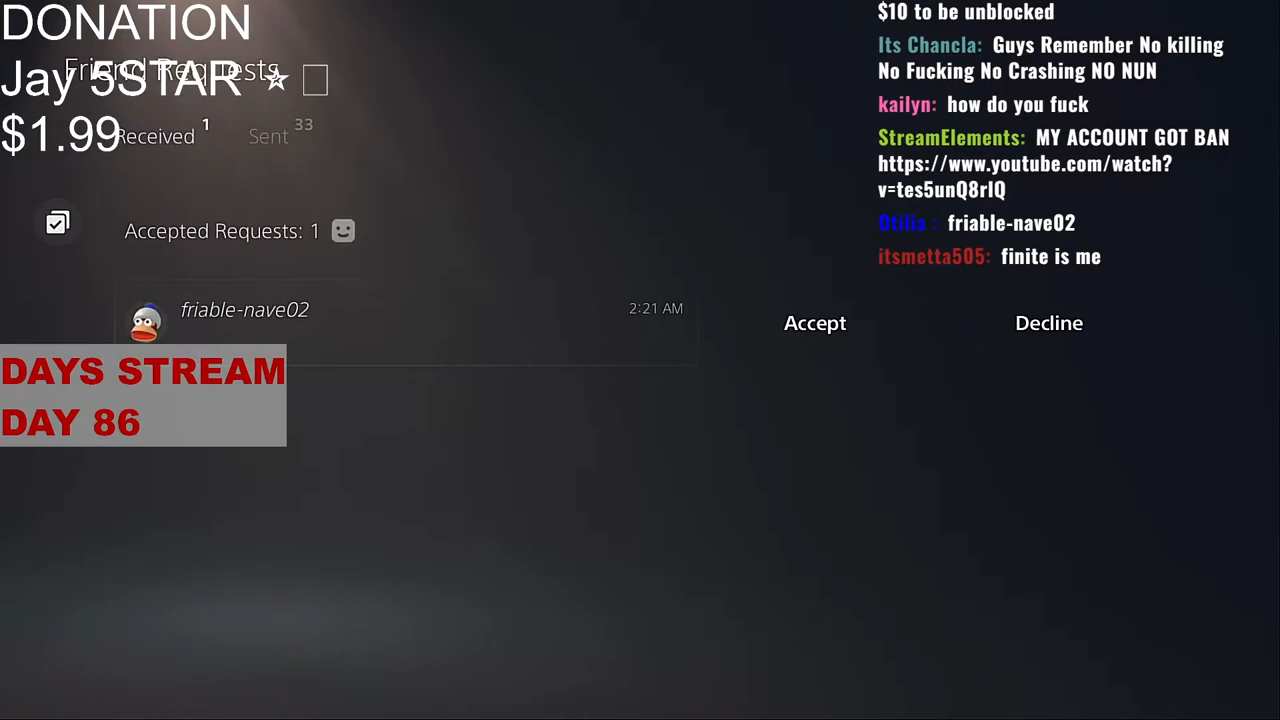 DONATION
Friend Requests
Jay 5STAR ☆
$1.99
Received 1
Sent 33
Accepted Requests: 1
friable-nave02
2:21 AM
Accept
Decline
DAYS STREAM
DAY 86
$10 to be unblocked
Its Chancla: Guys Remember No killing
No Fucking No Crashing NO NUN
kailyn: how do you fuck
StreamElements: MY ACCOUNT GOT BAN
https://www.youtube.com/watch?
v=tes5unQ8rIQ
Otilia : friable-nave02
itsmetta505: finite is me